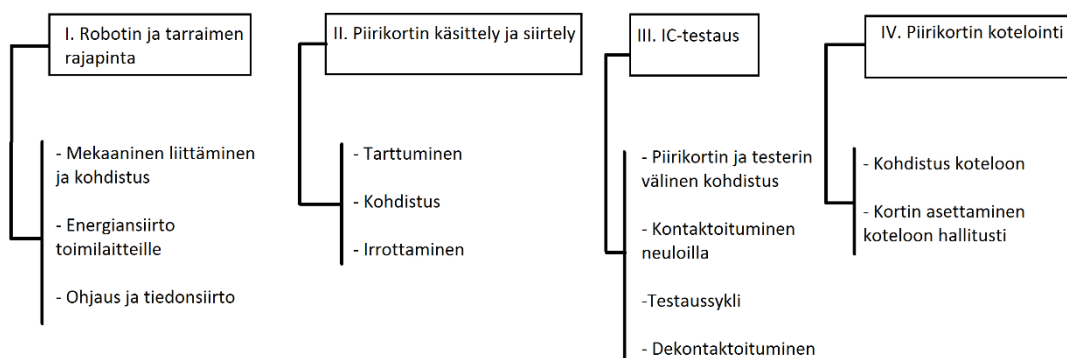 I. Robotin ja tarraimen
rajapinta
- Mekaaninen liittäminen
ja kohdistus
- Energiansiirto
toimilaitteille
- Ohjaus ja tiedonsiirto
II. Piirikortin käsittely ja siirtely
- Tarttuminen
- Kohdistus
- Irrottaminen
III. IC-testaus
- Piirikortin ja testerin
välinen kohdistus
- Kontaktoituminen
neuloilla
-Testaussykli
- Dekontaktoituminen
IV. Piirikortin kotelointi
- Kohdistus koteloon
- Kortin asettaminen
koteloon hallitusti